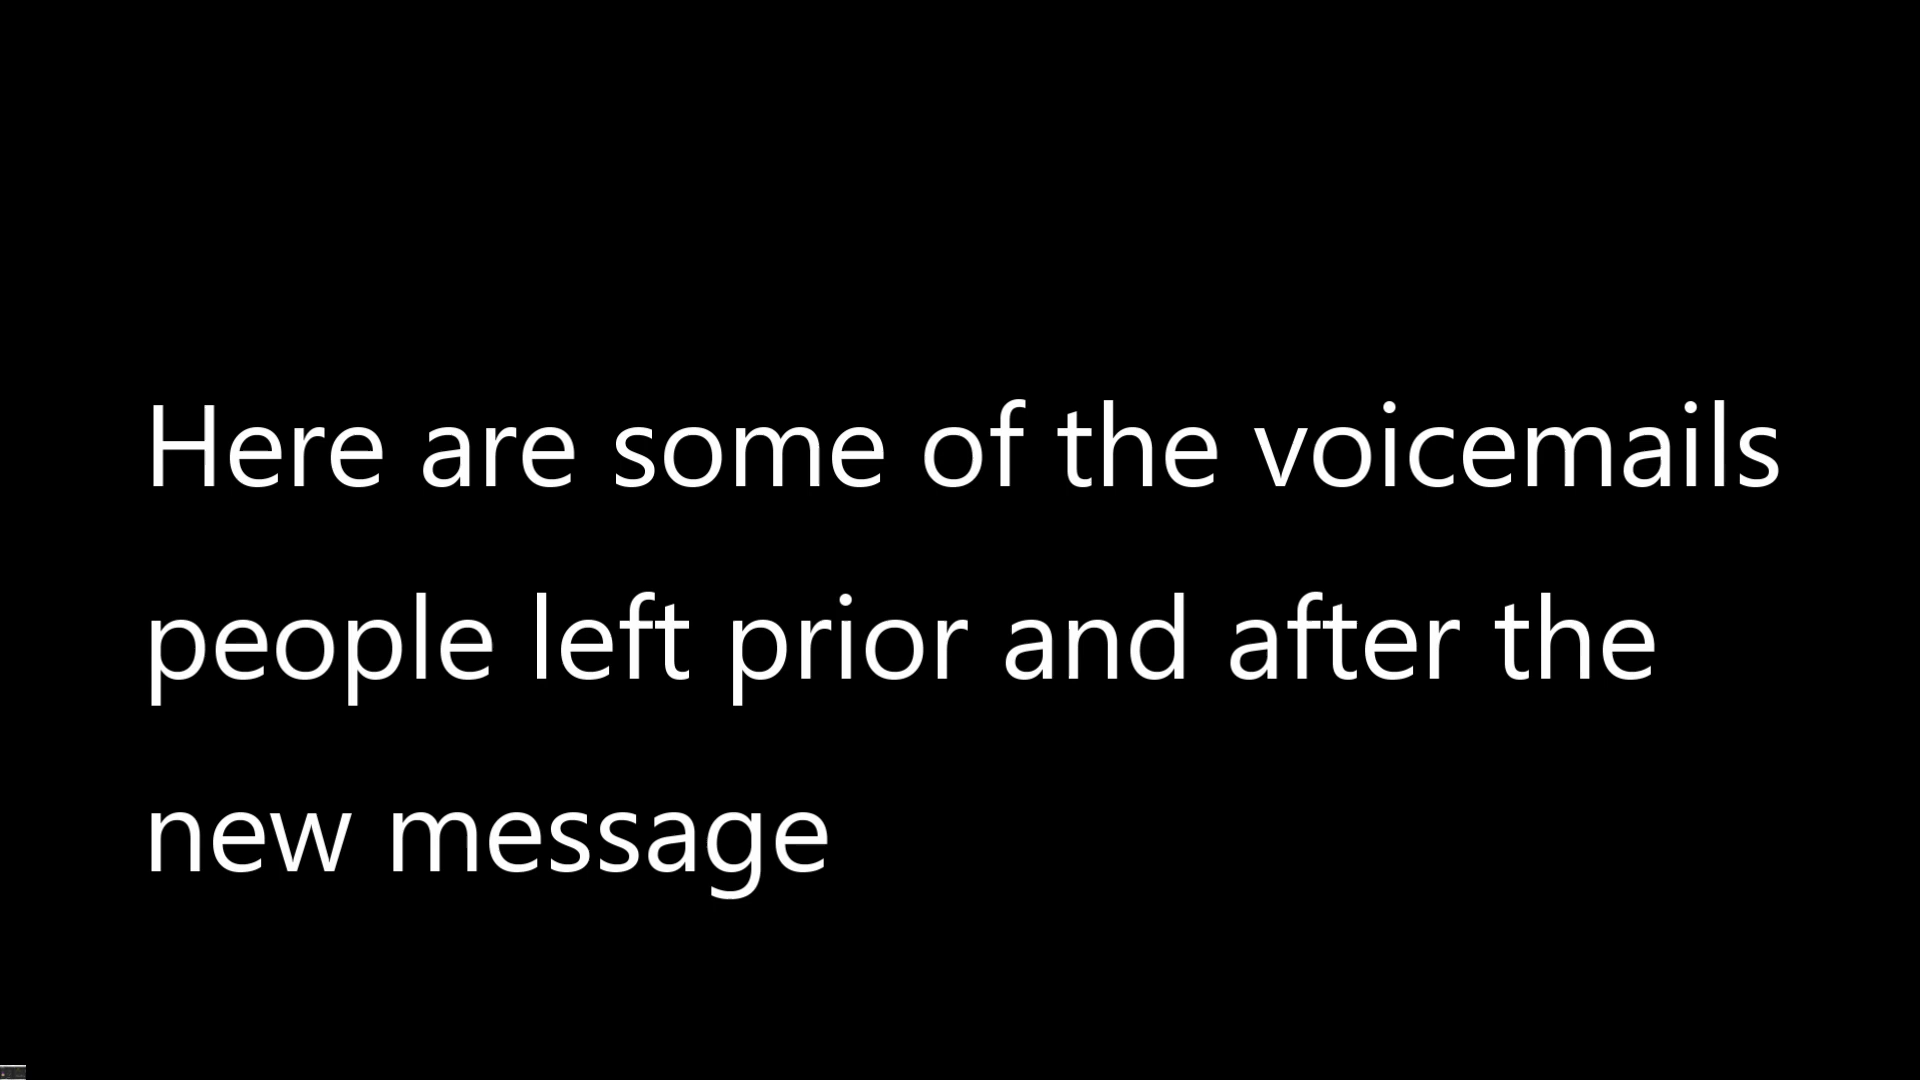 Here are some of the voicemails
people left prior and after the
new message